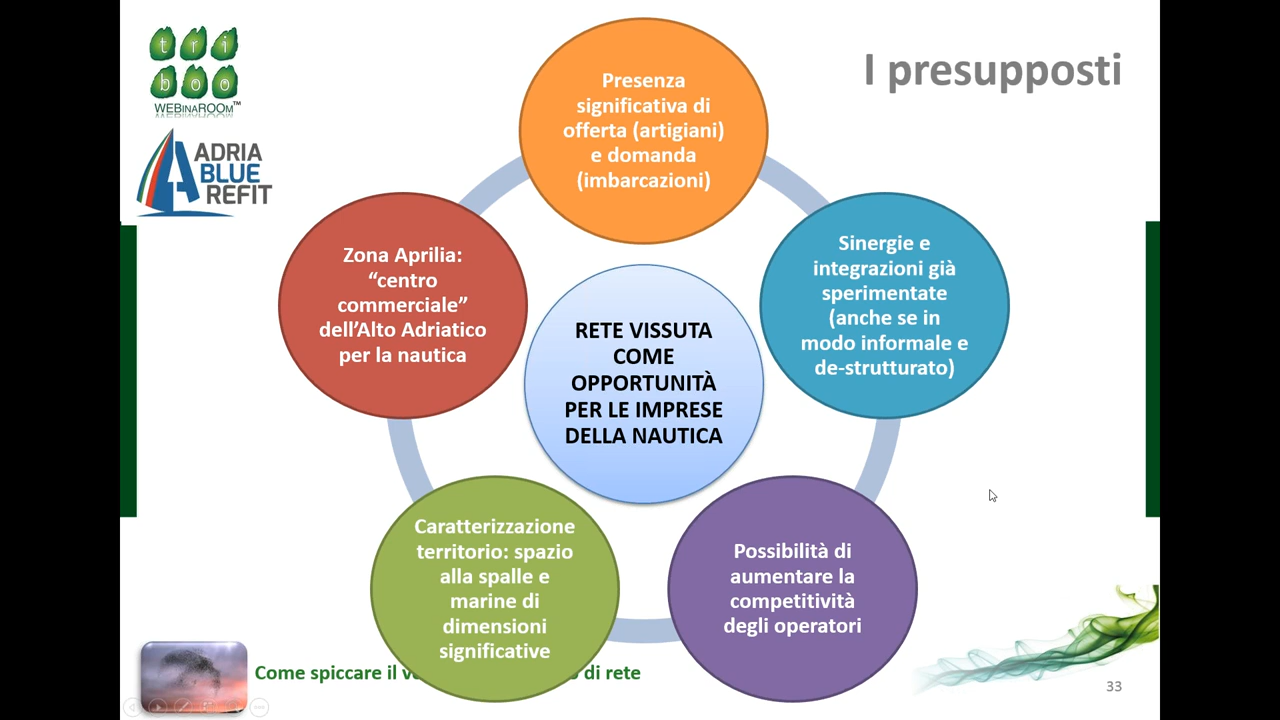 tri
boo
WEBinaROOm™
ADRIA
BLUE
REFIT
I presupposti
Presenza
significativa di
offerta (artigiani)
e domanda
(imbarcazioni)
Sinergie e
integrazioni già
sperimentate
(anche se in
modo informale e
de-strutturato)
Possibilità di
aumentare la
competitività
degli operatori
Caratterizzazione
territorio: spazio
alla spalle e
marine di
dimensioni
significative
Zona Aprilia:
“centro
commerciale”
dell’Alto Adriatico
per la nautica
RETE VISSUTA
COME
OPPORTUNITÀ
PER LE IMPRESE
DELLA NAUTICA
Come spiccare il di rete
33